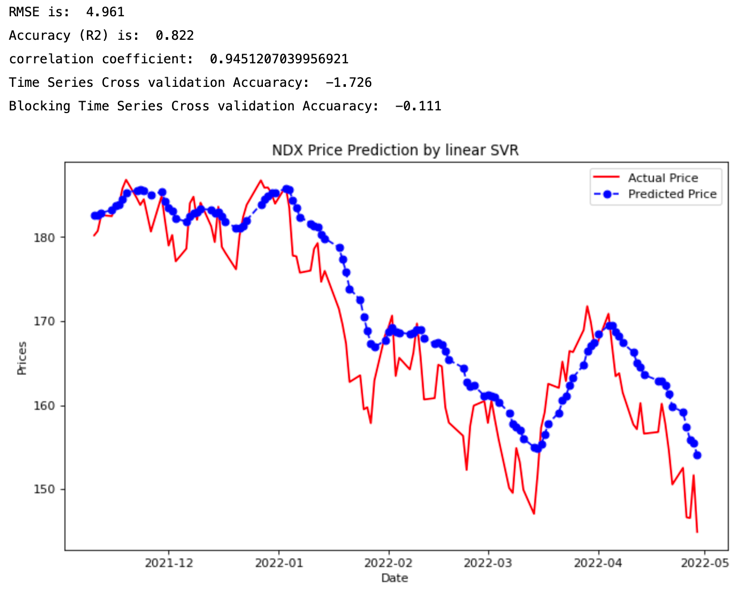 RMSE is:  4.961
Accuracy (R2) is:  0.822
correlation coefficient:  0.9451207039956921
Time Series Cross validation Accuaracy:  -1.726
Blocking Time Series Cross validation Accuaracy:  -0.111
NDX Price Prediction by linear SVR
Actual Price
Predicted Price
180
170
160
150
Prices
2021-12
2022-01
2022-02
2022-03
2022-04
2022-05
Date